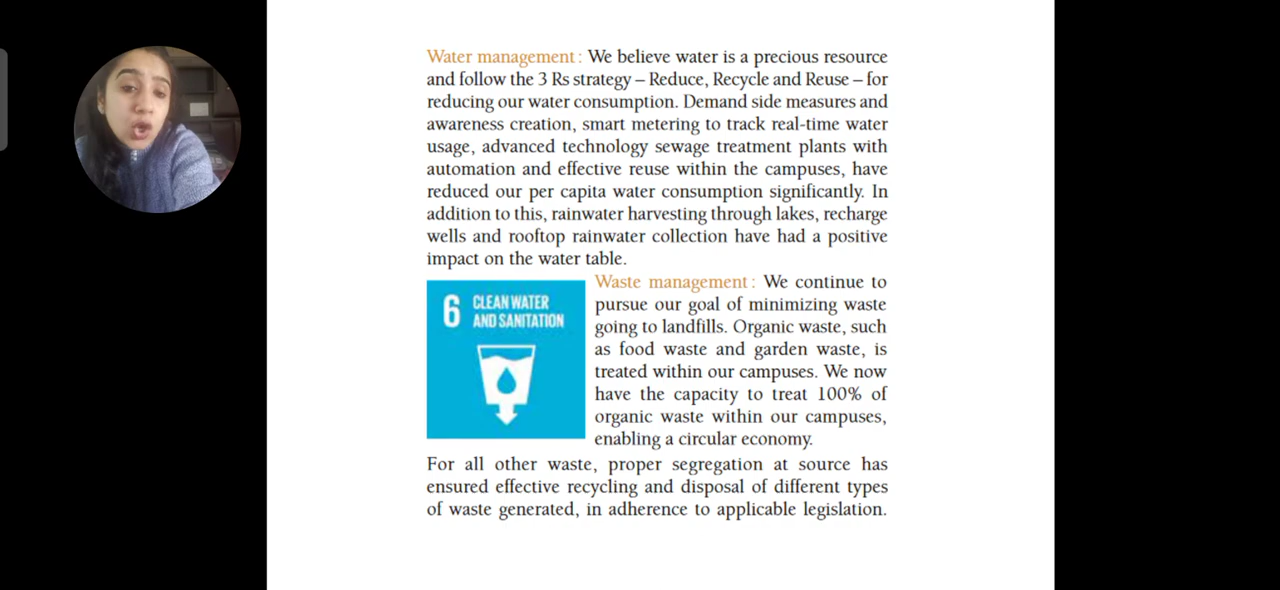 Water management : We believe water is a precious resource
and follow the 3 Rs strategy – Reduce, Recycle and Reuse – for
reducing our water consumption. Demand side measures and
awareness creation, smart metering to track real-time water
usage, advanced technology sewage treatment plants with
automation and effective reuse within the campuses, have
reduced our per capita water consumption significantly. In
addition to this, rainwater harvesting through lakes, recharge
wells and rooftop rainwater collection have had a positive
impact on the water table.
6 CLEAN WATER
AND SANITATION
Waste management : We continue to
pursue our goal of minimizing waste
going to landfills. Organic waste, such
as food waste and garden waste, is
treated within our campuses. We now
have the capacity to treat 100% of
organic waste within our campuses,
enabling a circular economy.
For all other waste, proper segregation at source has
ensured effective recycling and disposal of different types
of waste generated, in adherence to applicable legislation.